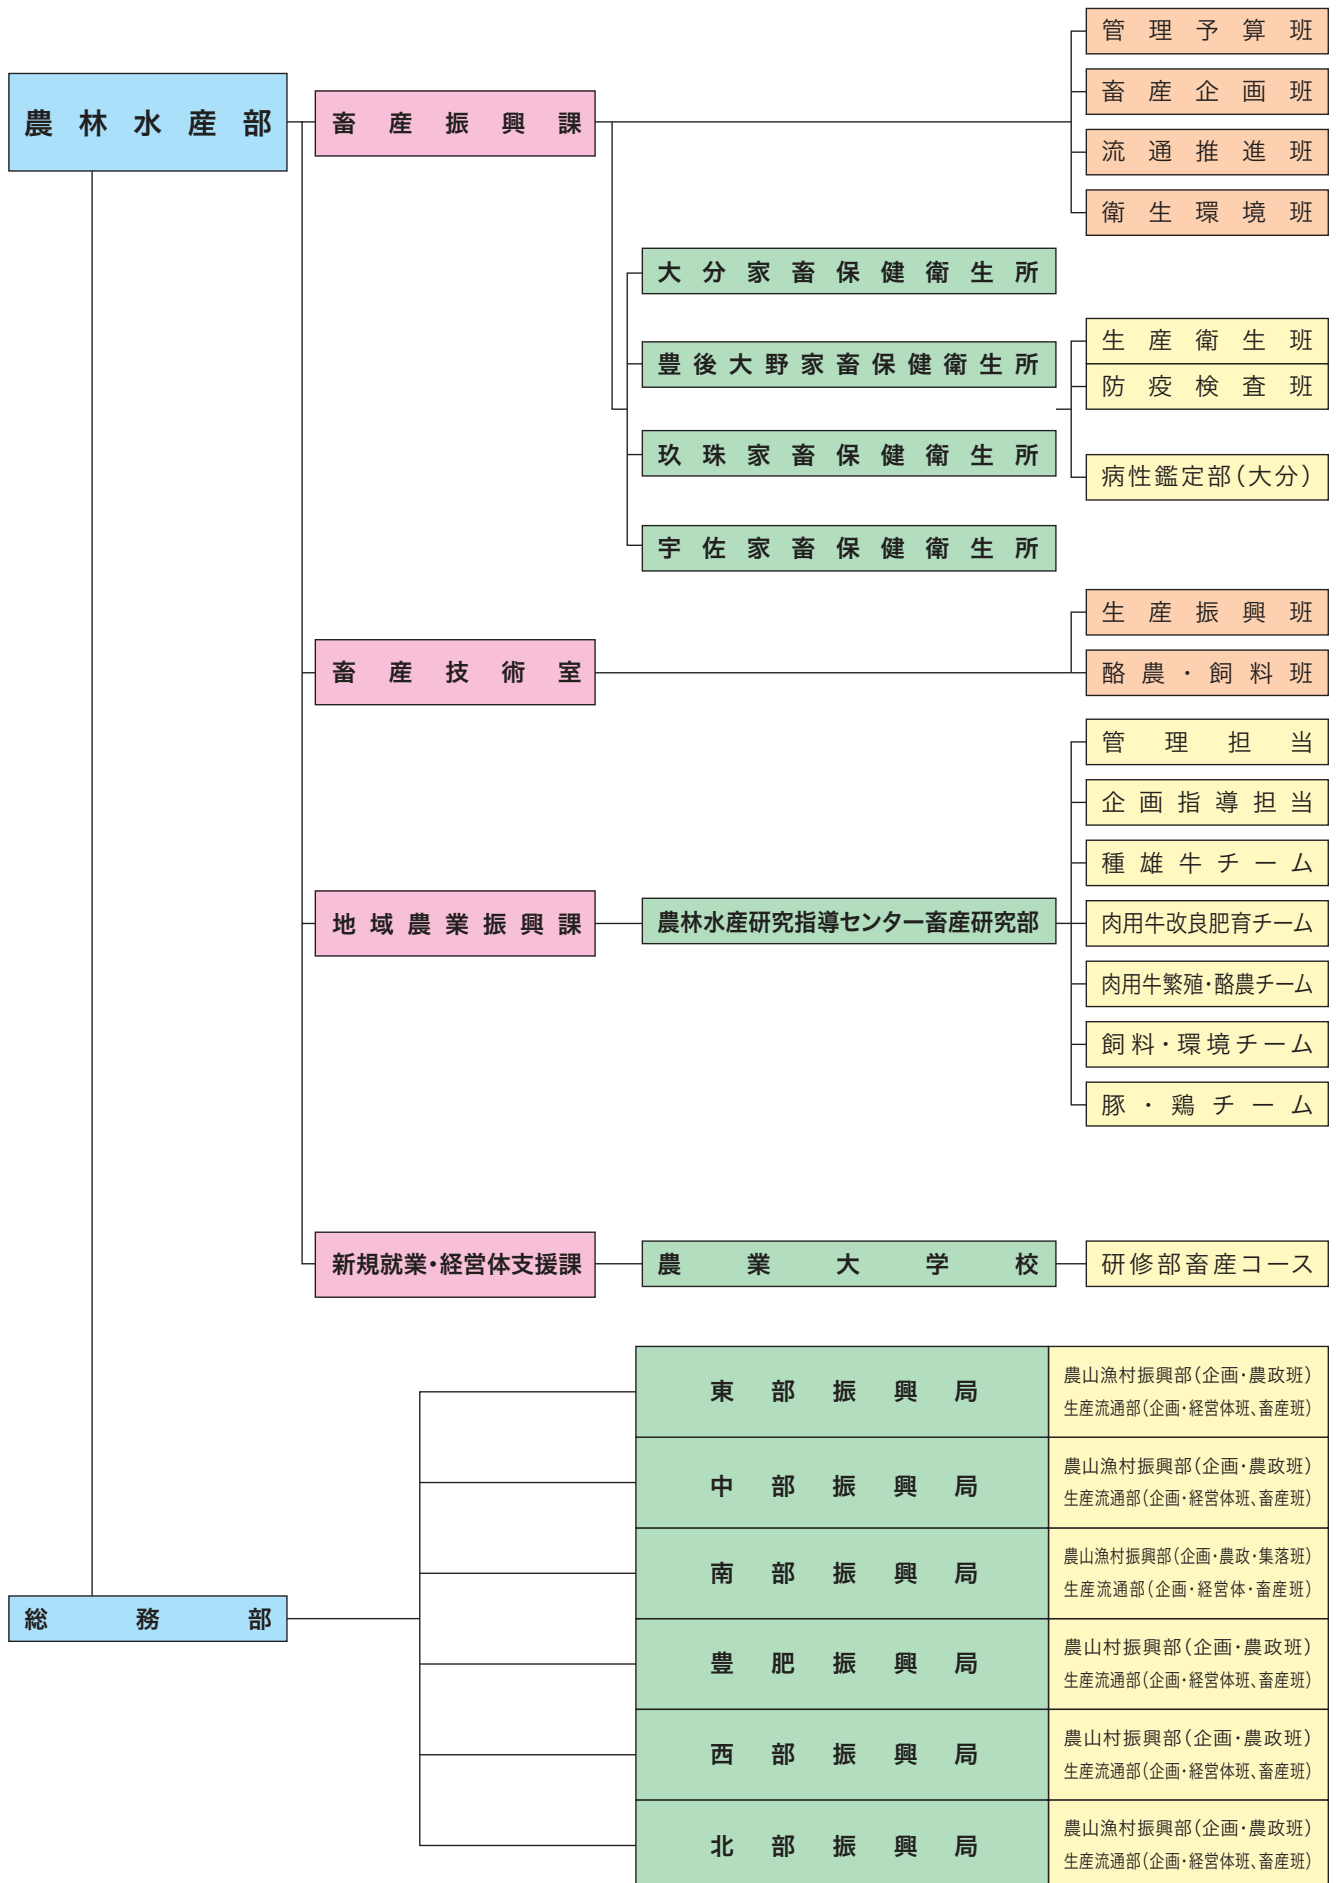 農林水産部
畜産振興課
管理予算班
畜産企画班
流通推進班
衛生環境班
大分家畜保健衛生所
豊後大野家畜保健衛生所
玖珠家畜保健衛生所
宇佐家畜保健衛生所
生産衛生班
防疫検査班
病性鑑定部(大分)
畜産技術室
生産振興班
酪農・飼料班
地域農業振興課
農林水産研究指導センター畜産研究部
管理担当
企画指導担当
種雄牛チーム
肉用牛改良肥育チーム
肉用牛繁殖・酪農チーム
飼料・環境チーム
豚・鶏チーム
新規就業・経営体支援課
農業大学校
研修部畜産コース
総務部
東部振興局
農山漁村振興部(企画・農政班)
生産流通部(企画・経営体班、畜産班)
中部振興局
農山漁村振興部(企画・農政班)
生産流通部(企画・経営体班、畜産班)
南部振興局
農山漁村振興部(企画・農政・集落班)
生産流通部(企画・経営体・畜産班)
豊肥振興局
農山村振興部(企画・農政班)
生産流通部(企画・経営体班、畜産班)
西部振興局
農山村振興部(企画・農政班)
生産流通部(企画・経営体班、畜産班)
北部振興局
農山漁村振興部(企画・農政班)
生産流通部(企画・経営体班、畜産班)